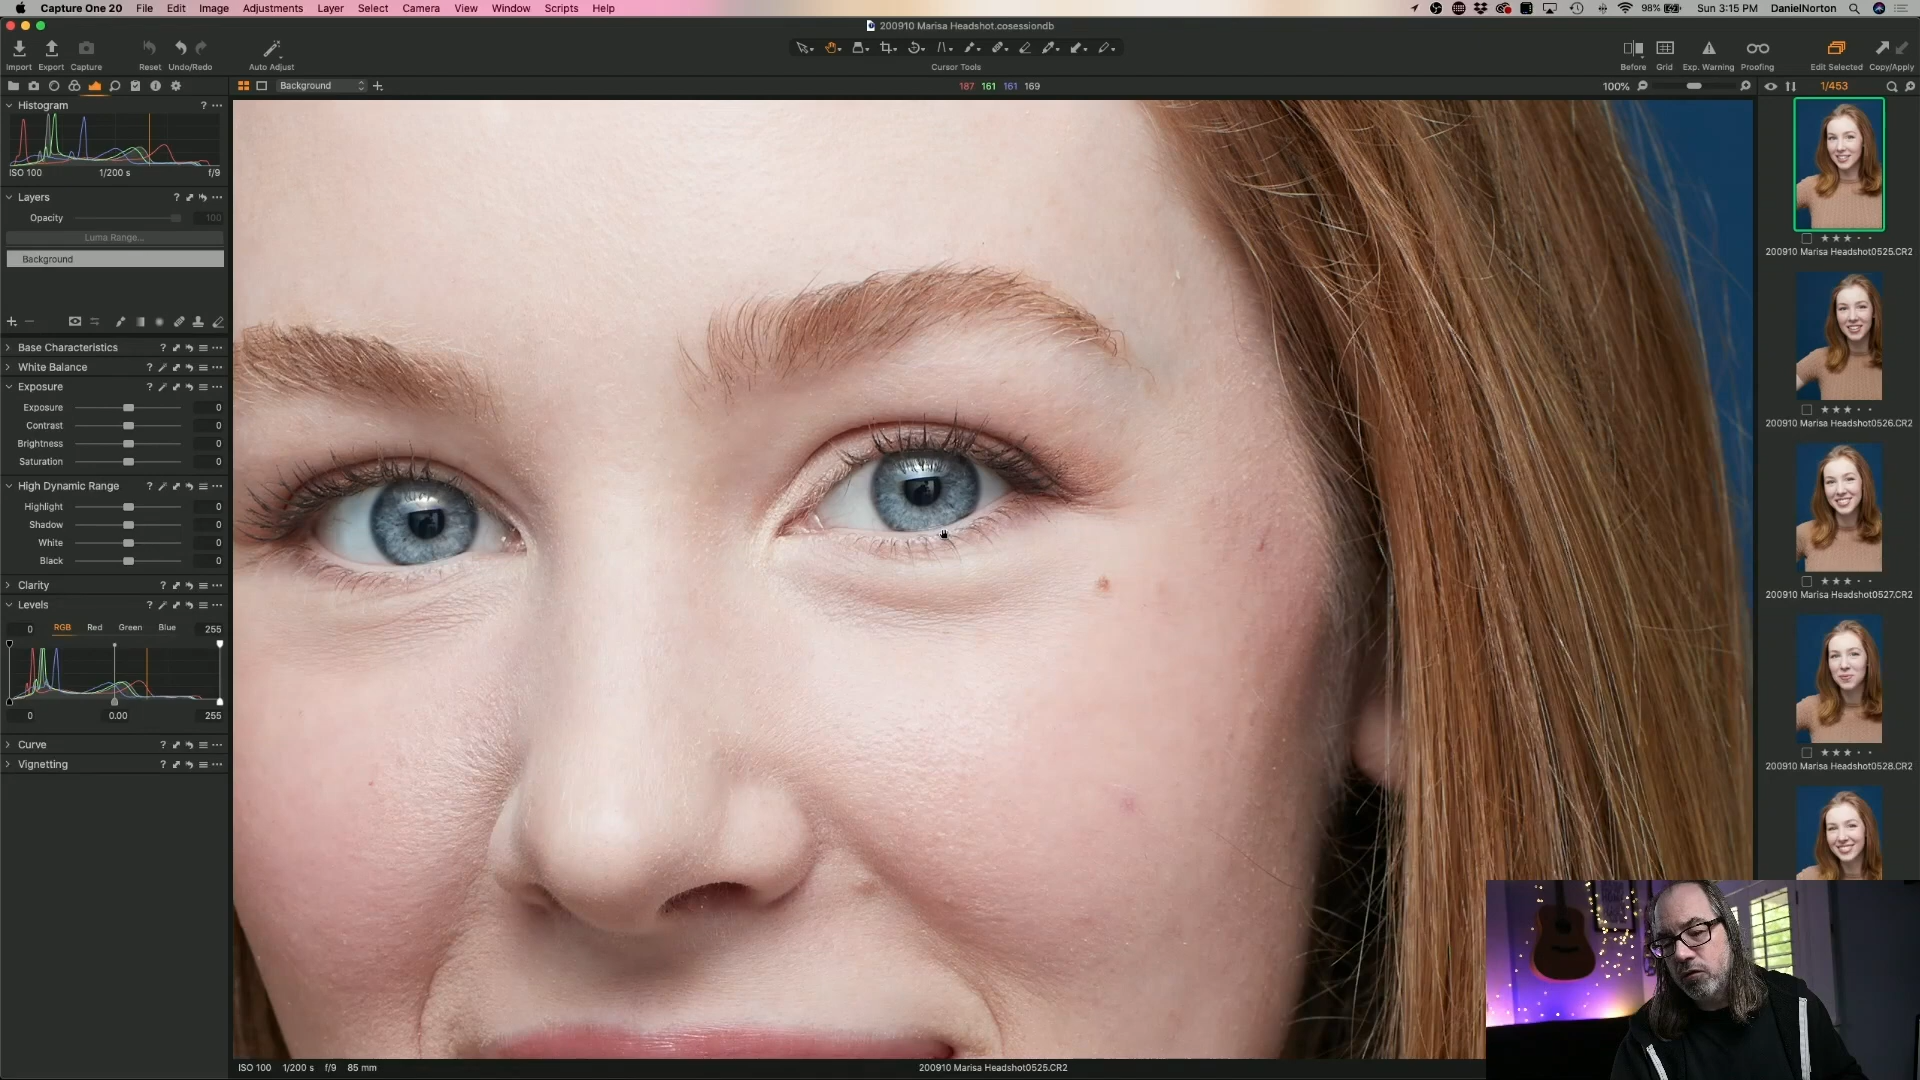 Capture One 20 File Edit Image Adjustments Layer Select Camera View Window Scripts Help 98% Sun 3:15 PM DanielNorton
200910 Marisa Headshot.cosessiondb
Import Export Capture Reset Undo/Redo Auto Adjust Cursor Tools Before Grid Exp. Warning Proofing Edit Selected Copy/Apply
Background 187 161 161 169 100% 1/453
Histogram ? ...
ISO 100 1/200 s f/9
Layers ? ...
Opacity 100
Luma Range...
Background
Base Characteristics ? ...
White Balance ? ...
Exposure ? ...
Exposure 0
Contrast 0
Brightness 0
Saturation 0
High Dynamic Range ? ...
Highlight 0
Shadow 0
White 0
Black 0
Clarity ? ...
Levels ? ...
0 RGB Red Green Blue 255
0 0.00 255
Curve ? ...
Vignetting ? ...
200910 Marisa Headshot0525.CR2
200910 Marisa Headshot0526.CR2
200910 Marisa Headshot0527.CR2
200910 Marisa Headshot0528.CR2
ISO 100 1/200 s f/9 85 mm 200910 Marisa Headshot0525.CR2